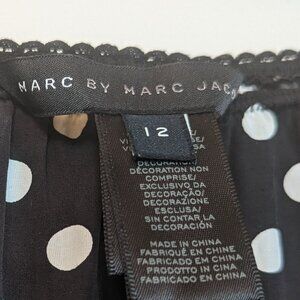 MARC BY MARC JAC
12
DECORATION/
DÉCORATION NON
COMPRISE/
EXCLUSIVO DA
DECORAÇÃO/
DECORAZIONE
ESCLUSA/
SIN CONTAR LA
DECORACIÓN
MADE IN CHINA
FABRIQUÉ EN CHINE
FABRICADO EM CHINA
PRODOTTO IN CINA
FABRICADO EN CHINA